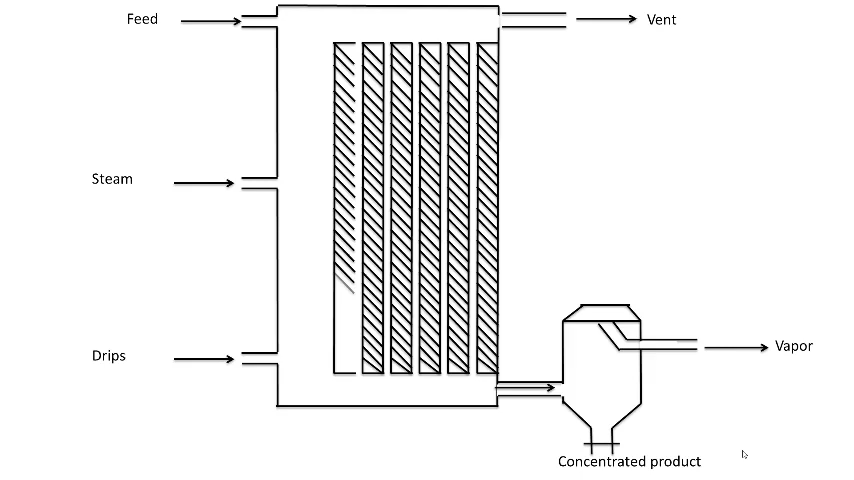 Feed
Vent
Steam
Drips
Vapor
Concentrated product